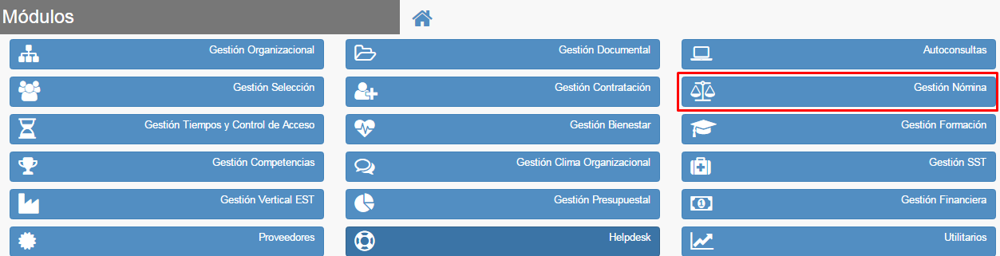 Módulos
Gestión Organizacional
Gestión Documental
Autoconsultas
Gestión Selección
Gestión Contratación
Gestión Nómina
Gestión Tiempos y Control de Acceso
Gestión Bienestar
Gestión Formación
Gestión Competencias
Gestión Clima Organizacional
Gestión SST
Gestión Vertical EST
Gestión Presupuestal
Gestión Financiera
Proveedores
Helpdesk
Utilitarios